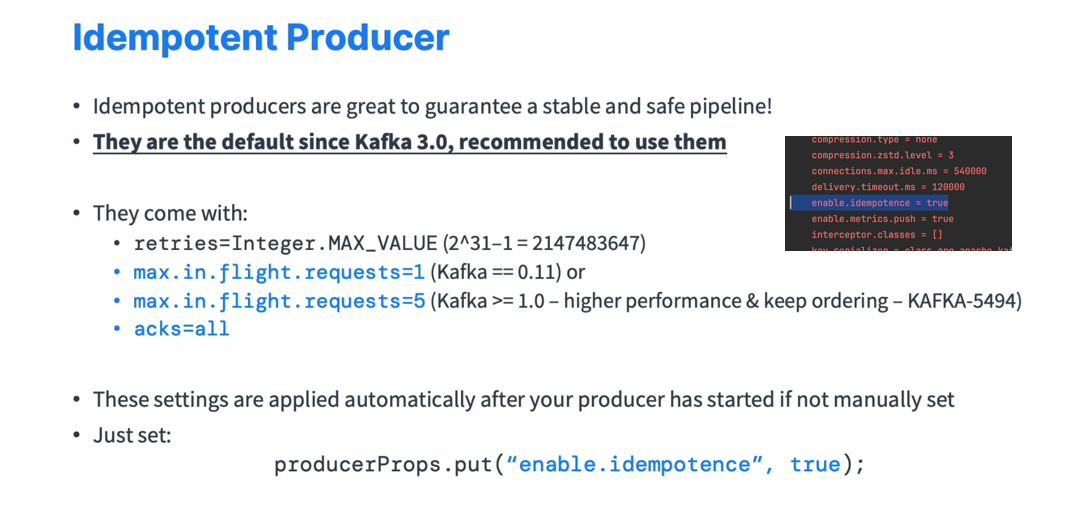 Idempotent Producer
• Idempotent producers are great to guarantee a stable and safe pipeline!
• They are the default since Kafka 3.0, recommended to use them
compression.type = none
compression.zstd.level = 3
connections.max.idle.ms = 540000
delivery.timeout.ms = 120000
enable.idempotence = true
enable.metrics.push = true
interceptor.classes = []
• They come with:
• retries=Integer.MAX_VALUE (2^31–1 = 2147483647)
• max.in.flight.requests=1 (Kafka == 0.11) or
• max.in.flight.requests=5 (Kafka >= 1.0 – higher performance & keep ordering – KAFKA-5494)
• acks=all
• These settings are applied automatically after your producer has started if not manually set
• Just set:
producerProps.put(“enable.idempotence”, true);